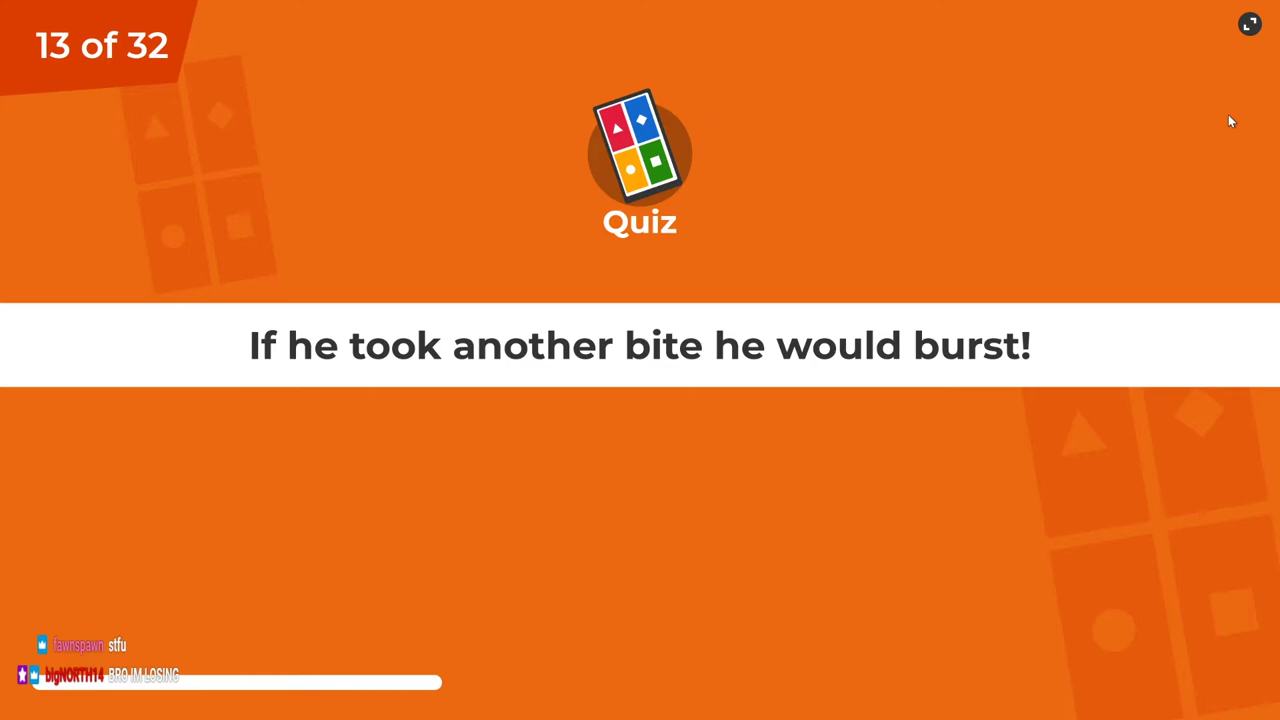 13 of 32
Quiz
If he took another bite he would burst!
fawnspawn stfu
bigNORTH14 BRO IM LOSING